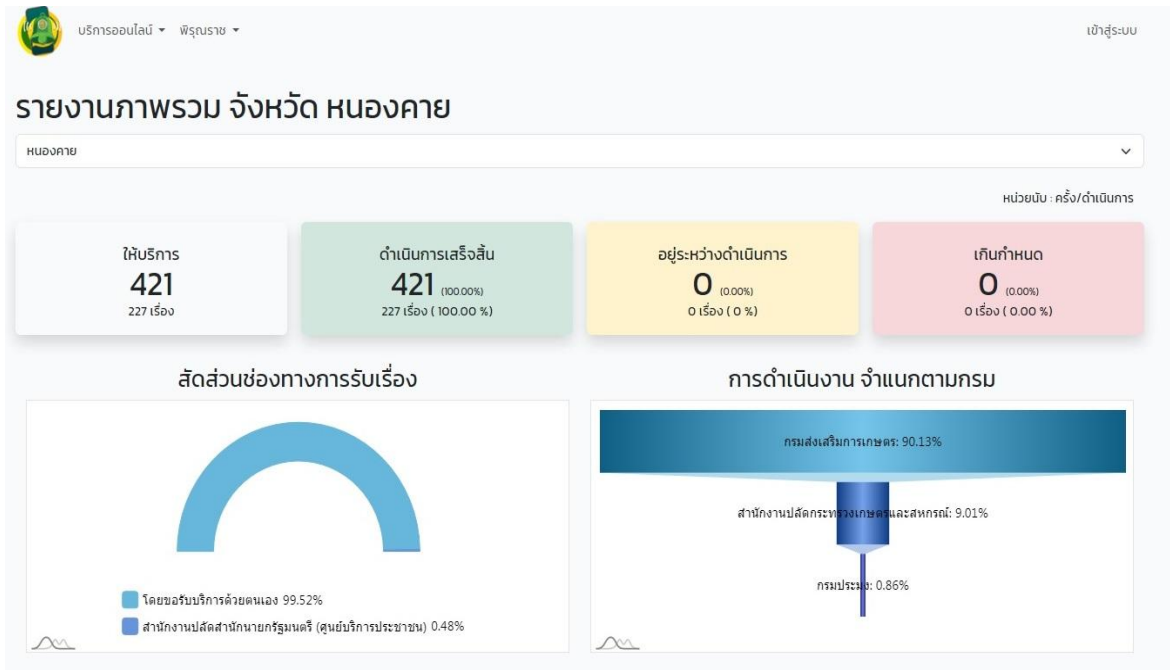 บริการออนไลน์ พิรุณราช เข้าสู่ระบบ
รายงานภาพรวม จังหวัด หนองคาย
หนองคาย
หน่วยนับ : ครั้ง/ดำเนินการ
ให้บริการ
421
227 เรื่อง
ดำเนินการเสร็จสิ้น
421 (100.00%)
227 เรื่อง ( 100.00 %)
อยู่ระหว่างดำเนินการ
0 (0.00%)
0 เรื่อง ( 0 %)
เกินกำหนด
0 (0.00%)
0 เรื่อง ( 0.00 %)
สัดส่วนช่องทางการรับเรื่อง
โดยขอรับบริการด้วยตนเอง 99.52%
สำนักงานปลัดสำนักนายกรัฐมนตรี (ศูนย์บริการประชาชน) 0.48%
การดำเนินงาน จำแนกตามกรม
กรมส่งเสริมการเกษตร: 90.13%
สำนักงานปลัดกระทรวงเกษตรและสหกรณ์: 9.01%
กรมประมง: 0.86%